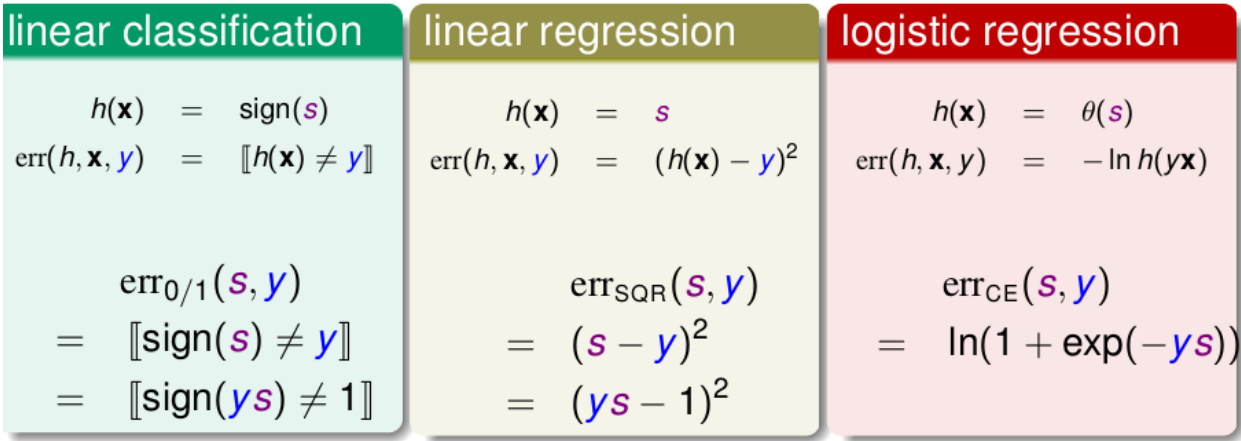 linear classification
h(x) = sign(s)
err(h, x, y) = ⟦h(x) ≠ y⟧
err0/1(s, y)
= ⟦sign(s) ≠ y⟧
= ⟦sign(ys) ≠ 1⟧
linear regression
h(x) = s
err(h, x, y) = (h(x) − y)²
errSQR(s, y)
= (s − y)²
= (ys − 1)²
logistic regression
h(x) = θ(s)
err(h, x, y) = − ln h(yx)
errCE(s, y)
= ln(1 + exp(−ys))